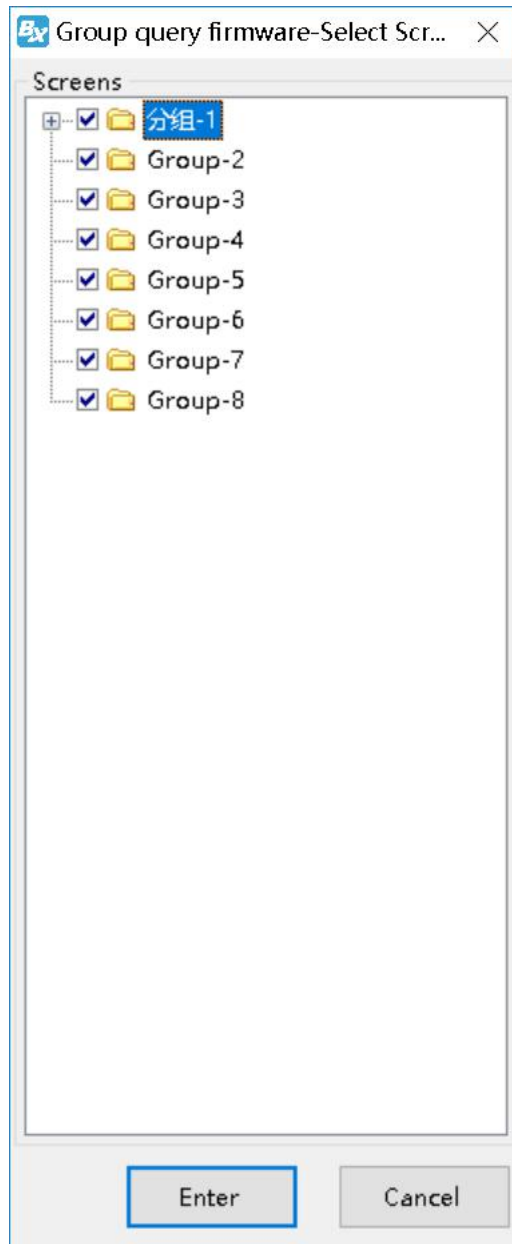 BX Group query firmware-Select Scr...
Screens
分组-1
Group-2
Group-3
Group-4
Group-5
Group-6
Group-7
Group-8
Enter Cancel